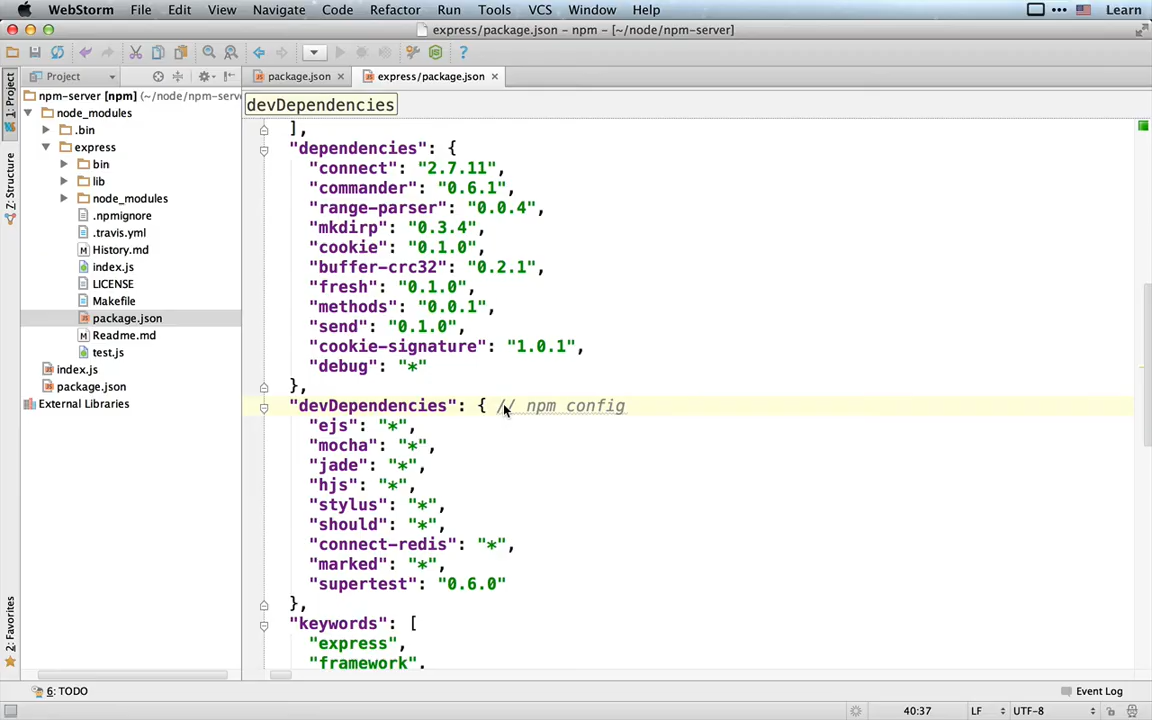 WebStorm File Edit View Navigate Code Refactor Run Tools VCS Window Help Learn
express/package.json – npm – [~/node/npm-server]
Project package.json express/package.json
npm-server [npm] (~/node/npm-serv
devDependencies
node_modules
.bin
express
bin
lib
node_modules
.npmignore
.travis.yml
History.md
index.js
LICENSE
Makefile
package.json
Readme.md
test.js
index.js
package.json
External Libraries
1: Project
7: Structure
2: Favorites
],
"dependencies": {
"connect": "2.7.11",
"commander": "0.6.1",
"range-parser": "0.0.4",
"mkdirp": "0.3.4",
"cookie": "0.1.0",
"buffer-crc32": "0.2.1",
"fresh": "0.1.0",
"methods": "0.0.1",
"send": "0.1.0",
"cookie-signature": "1.0.1",
"debug": "*"
},
"devDependencies": { // npm config
"ejs": "*",
"mocha": "*",
"jade": "*",
"hjs": "*",
"stylus": "*",
"should": "*",
"connect-redis": "*",
"marked": "*",
"supertest": "0.6.0"
},
"keywords": [
"express",
"framework",
6: TODO Event Log
40:37 LF UTF-8